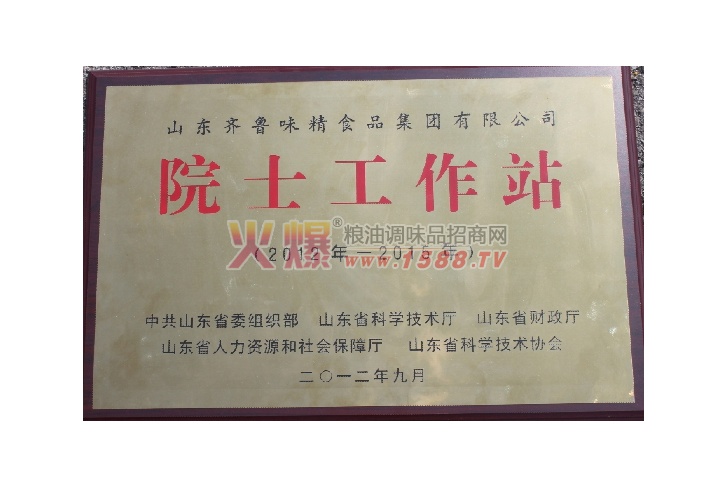 山东齐鲁味精食品集团有限公司
院士工作站
火爆®粮油调味品招商网
www.1588.TV
(2012年—2015年)
中共山东省委组织部 山东省科学技术厅 山东省财政厅
山东省人力资源和社会保障厅 山东省科学技术协会
二〇一二年九月